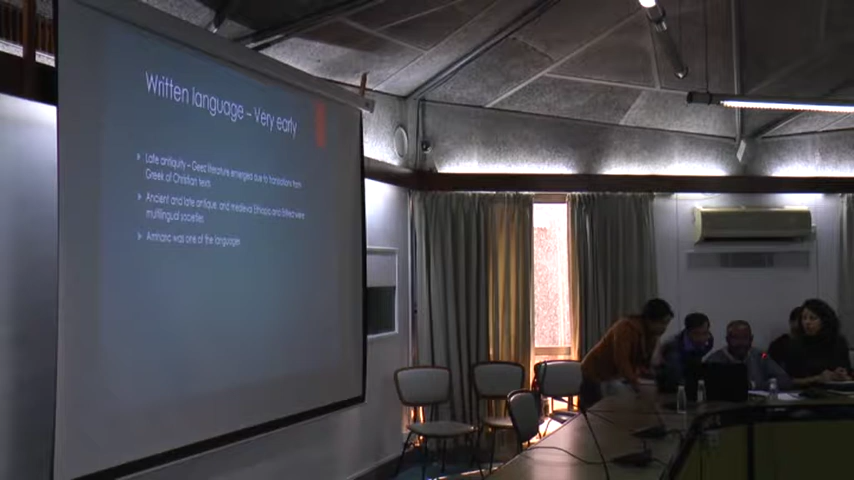 Written language – Very early
Late antiquity – Geez literature emerged due to translations from
Greek of Christian texts
Ancient and late antique, and medieval Ethiopia and Eritrea were
multilingual societies
Amharic was one of the languages